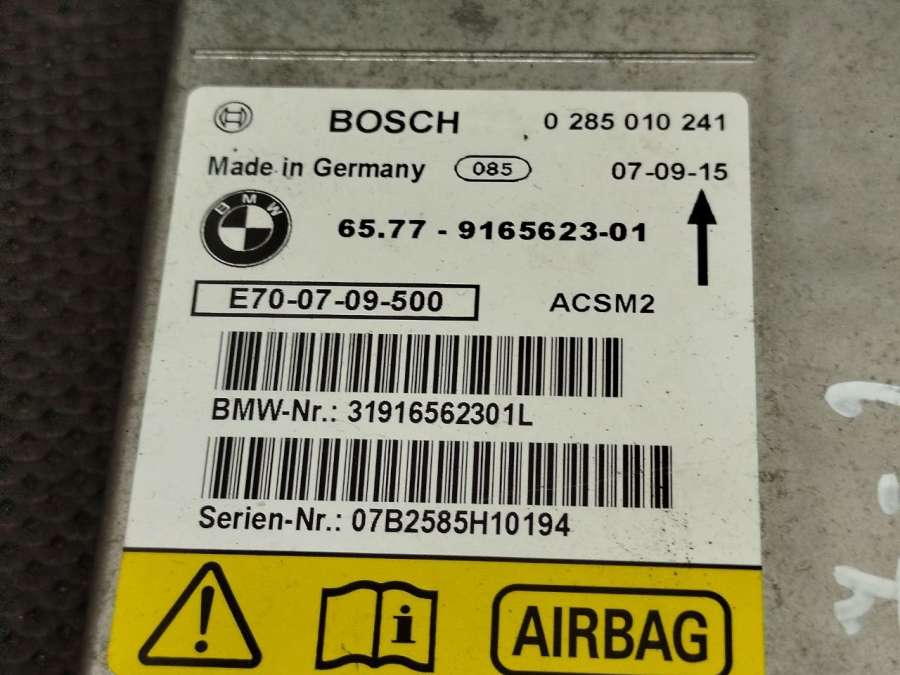 BOSCH 0 285 010 241
Made in Germany 085 07-09-15
BMW 65.77 - 9165623-01
E70-07-09-500 ACSM2
BMW-Nr.: 31916562301L
Serien-Nr.: 07B2585H10194
AIRBAG